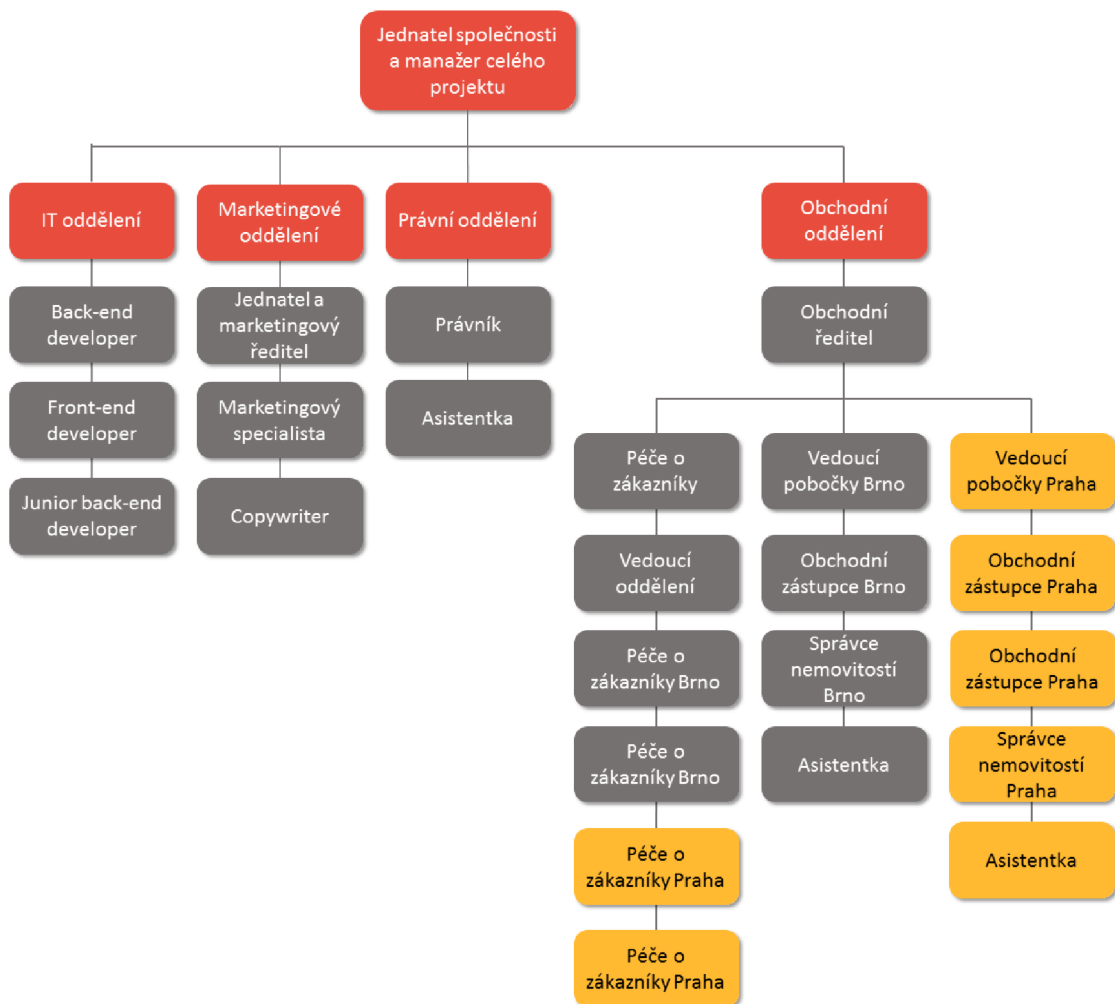 Jednatel společnosti
a manažer celého
projektu
IT oddělení
Marketingové
oddělení
Právní oddělení
Obchodní
oddělení
Back-end
developer
Jednatel a
marketingový
ředitel
Právník
Obchodní
ředitel
Front-end
developer
Marketingový
specialista
Asistentka
Junior back-end
developer
Copywriter
Péče o
zákazníky
Vedoucí
pobočky Brno
Vedoucí
pobočky Praha
Vedoucí
oddělení
Obchodní
zástupce Brno
Obchodní
zástupce Praha
Péče o
zákazníky Brno
Správce
nemovitostí
Brno
Obchodní
zástupce Praha
Péče o
zákazníky Brno
Asistentka
Správce
nemovitostí
Praha
Péče o
zákazníky Praha
Asistentka
Péče o
zákazníky Praha